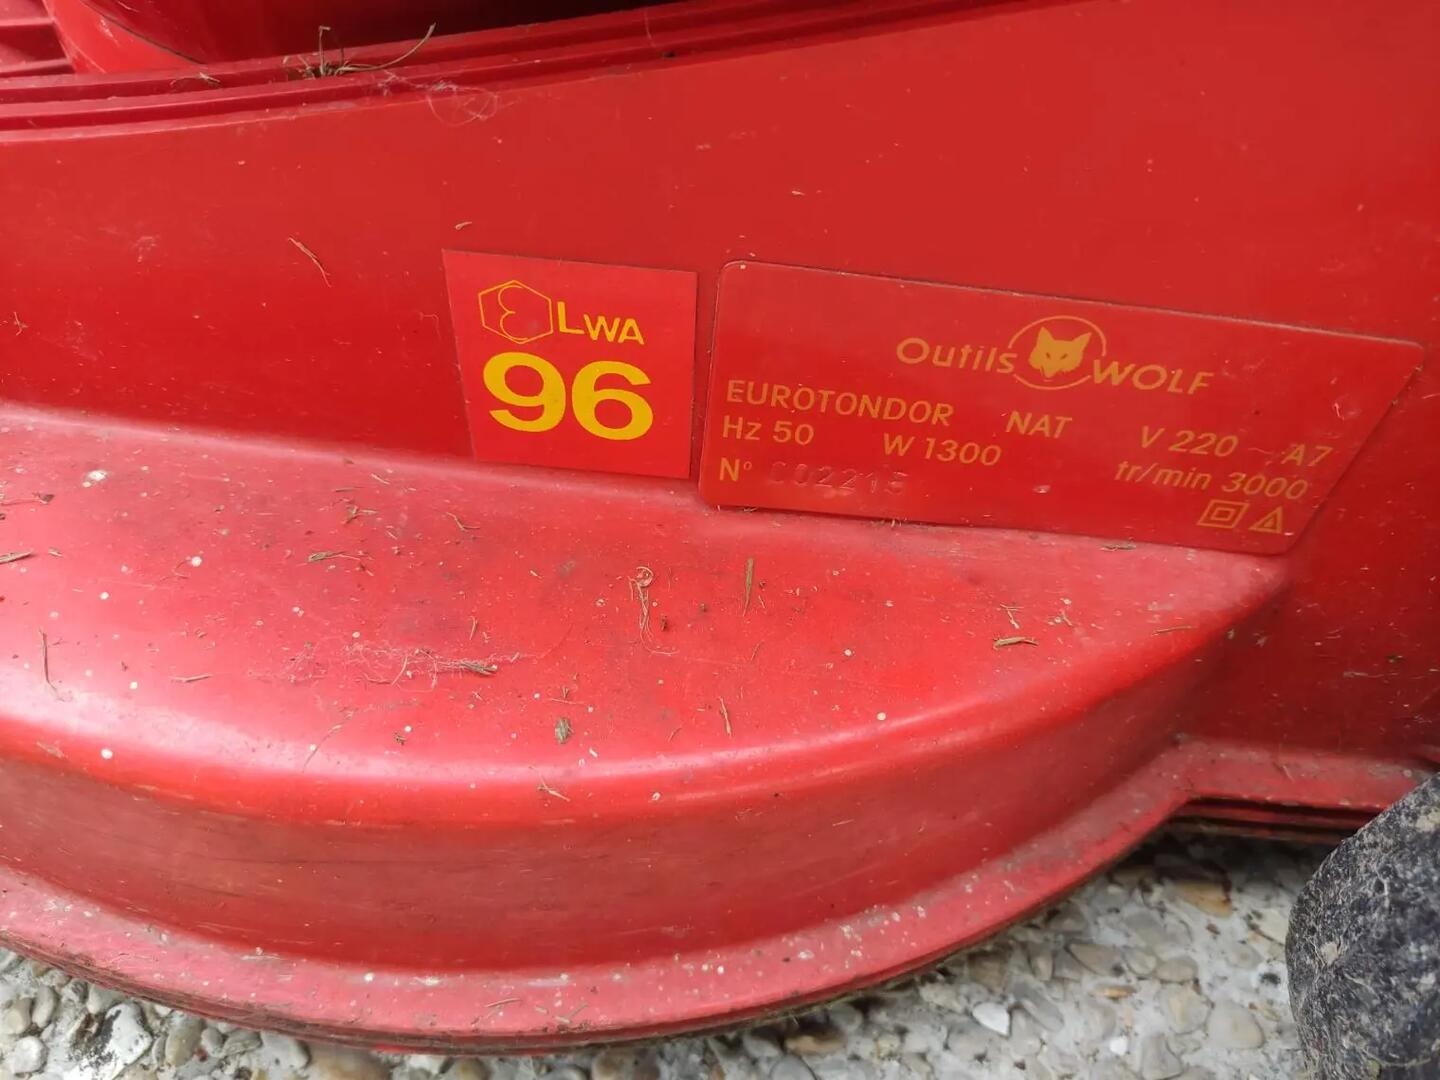 LWA
96
Outils WOLF
EUROTONDOR NAT V 220 ~ A7
Hz 50 W 1300 tr/min 3000
N° 002215